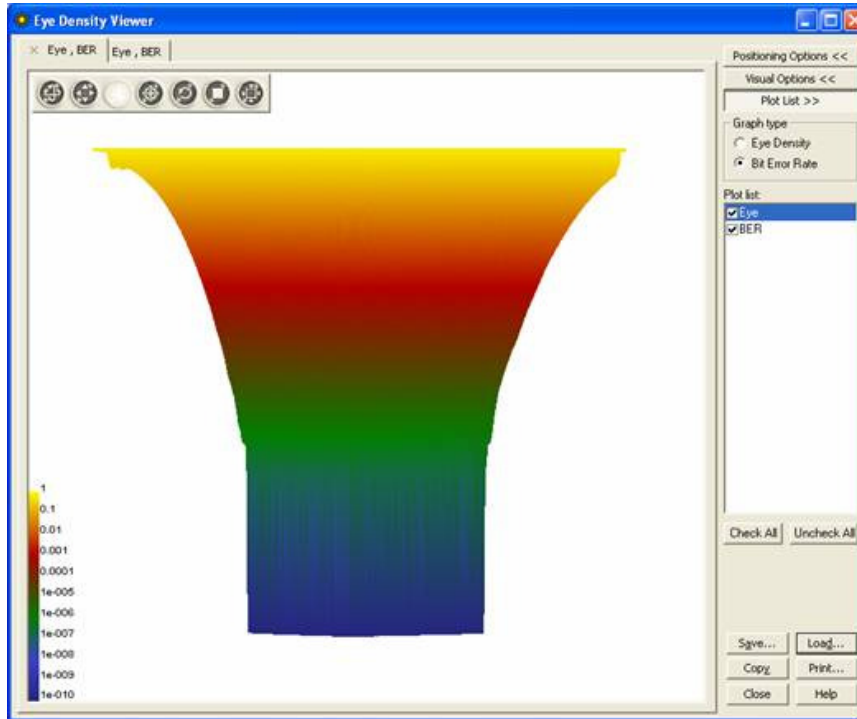 Eye Density Viewer
Eye , BER Eye , BER
Positioning Options <<
Visual Options <<
Plot List >>
Graph type
Eye Density
Bit Error Rate
Plot list:
Eye
BER
Check All Uncheck All
1
0.1
0.01
0.001
0.0001
1e-005
1e-006
1e-007
1e-008
1e-009
1e-010
Save... Load...
Copy Print...
Close Help